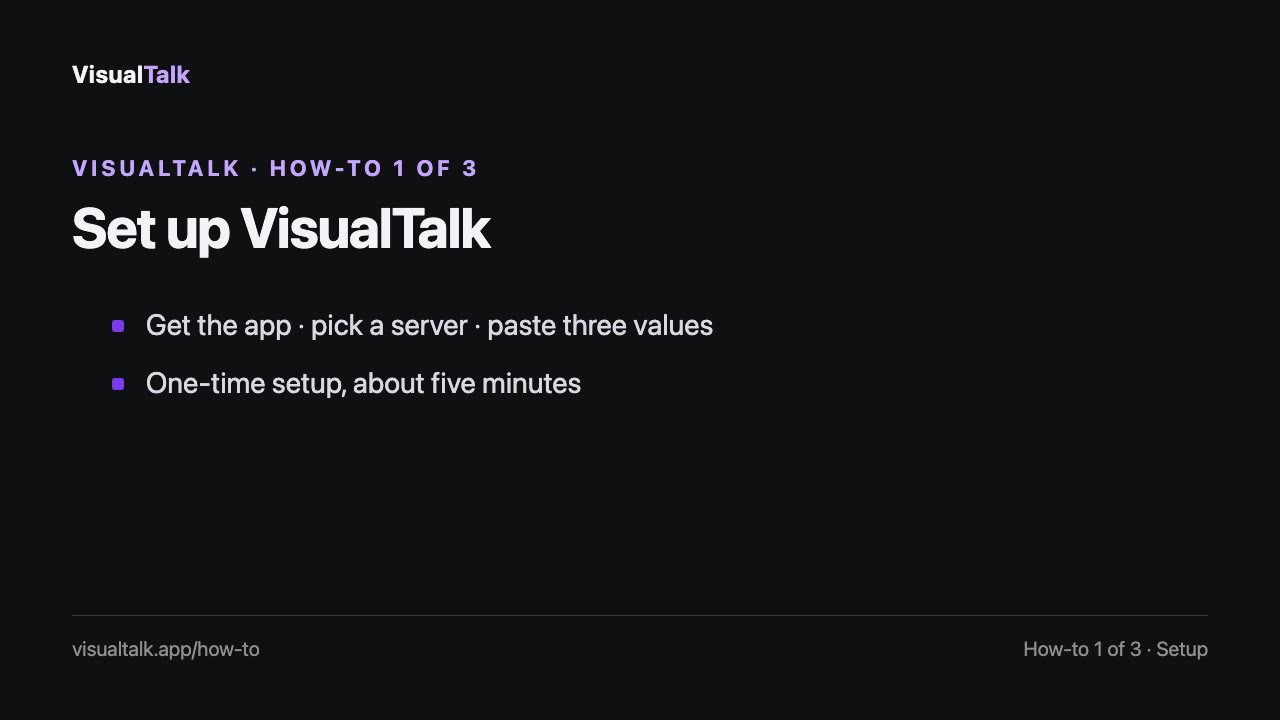 VisualTalk
VISUALTALK · HOW-TO 1 OF 3
Set up VisualTalk
Get the app · pick a server · paste three values
One-time setup, about five minutes
visualtalk.app/how-to
How-to 1 of 3 · Setup